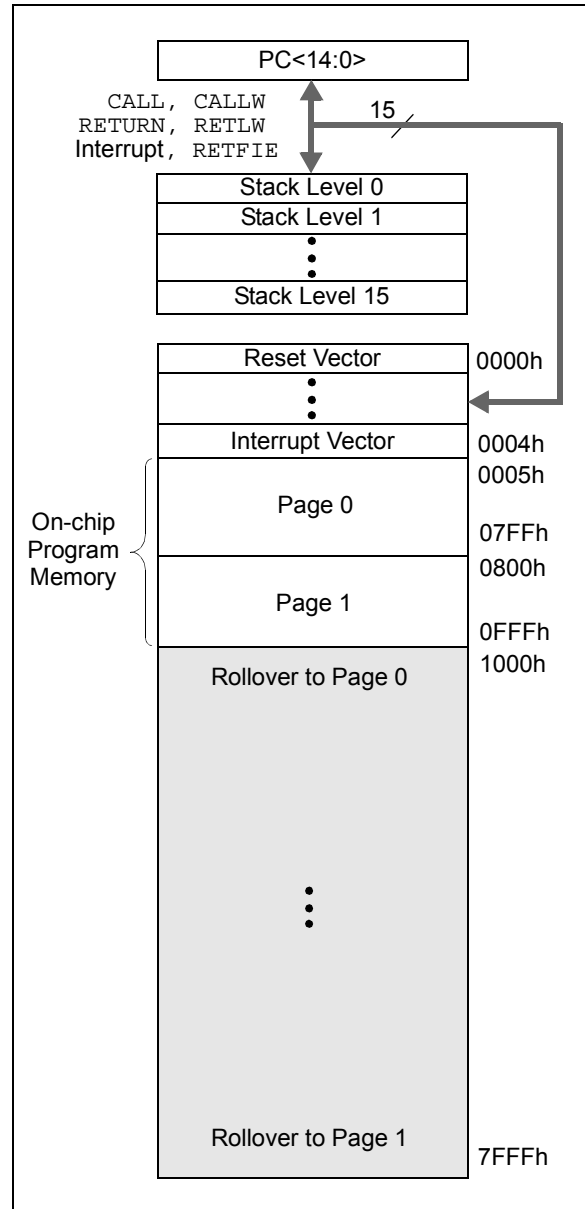 PC<14:0>
CALL, CALLW
RETURN, RETLW
Interrupt, RETFIE
15
Stack Level 0
Stack Level 1
Stack Level 15
Reset Vector
0000h
Interrupt Vector
0004h
0005h
On-chip
Program
Memory
Page 0
07FFh
0800h
Page 1
0FFFh
1000h
Rollover to Page 0
Rollover to Page 1
7FFFh